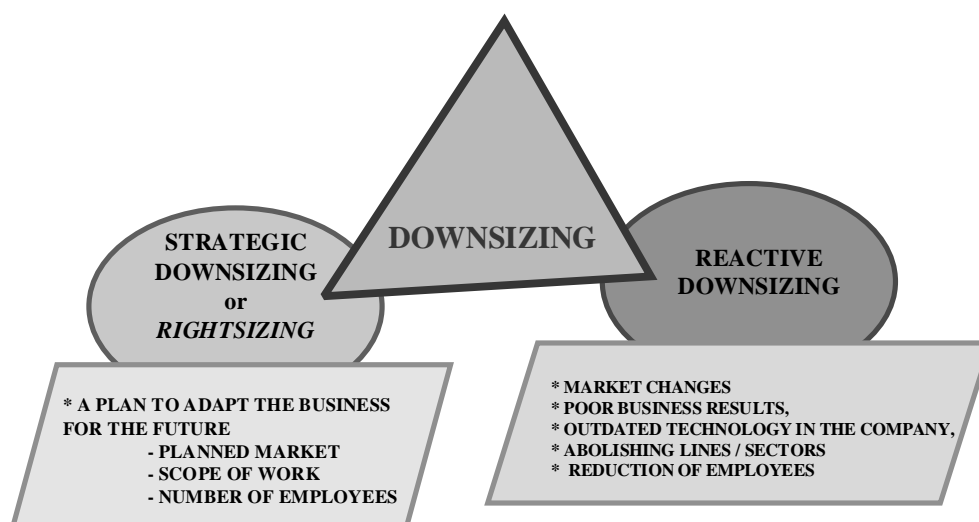 DOWNSIZING
STRATEGIC
DOWNSIZING
or
RIGHTSIZING
* A PLAN TO ADAPT THE BUSINESS
FOR THE FUTURE
- PLANNED MARKET
- SCOPE OF WORK
- NUMBER OF EMPLOYEES
REACTIVE
DOWNSIZING
* MARKET CHANGES
* POOR BUSINESS RESULTS,
* OUTDATED TECHNOLOGY IN THE COMPANY,
* ABOLISHING LINES / SECTORS
* REDUCTION OF EMPLOYEES